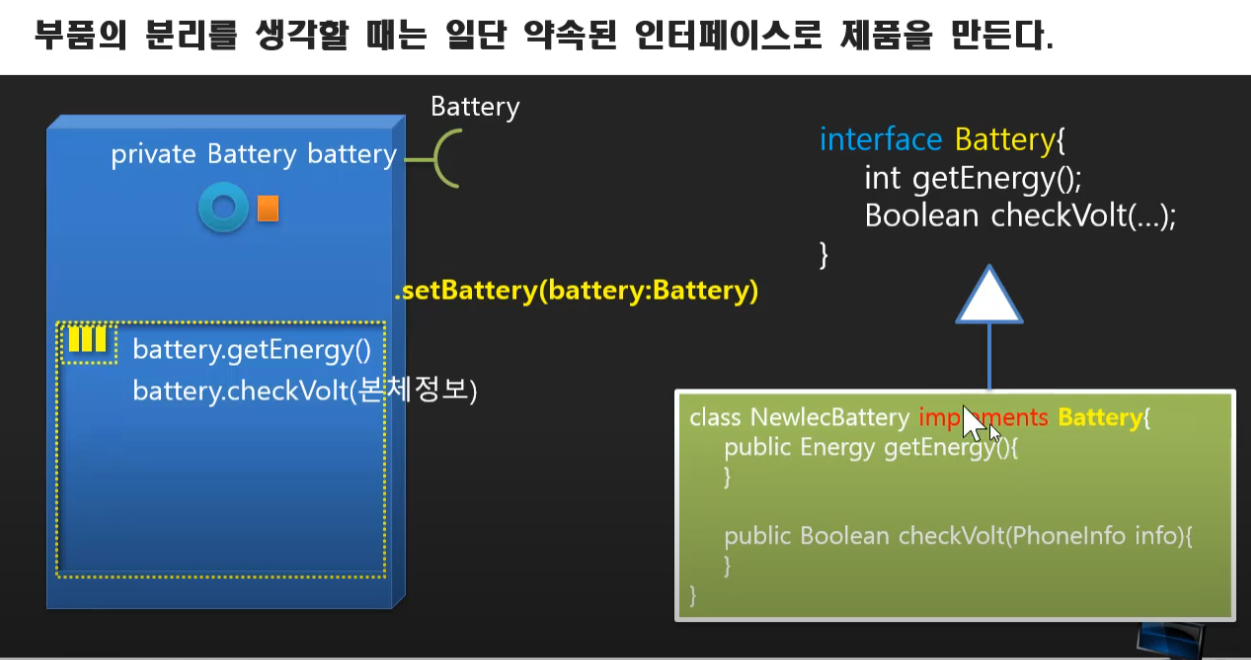 부품의 분리를 생각할 때는 일단 약속된 인터페이스로 제품을 만든다.
Battery
private Battery battery
.setBattery(battery:Battery)
battery.getEnergy()
battery.checkVolt(본체정보)
interface Battery{
int getEnergy();
Boolean checkVolt(...);
}
class NewlecBattery implements Battery{
public Energy getEnergy(){
}
public Boolean checkVolt(PhoneInfo info){
}
}